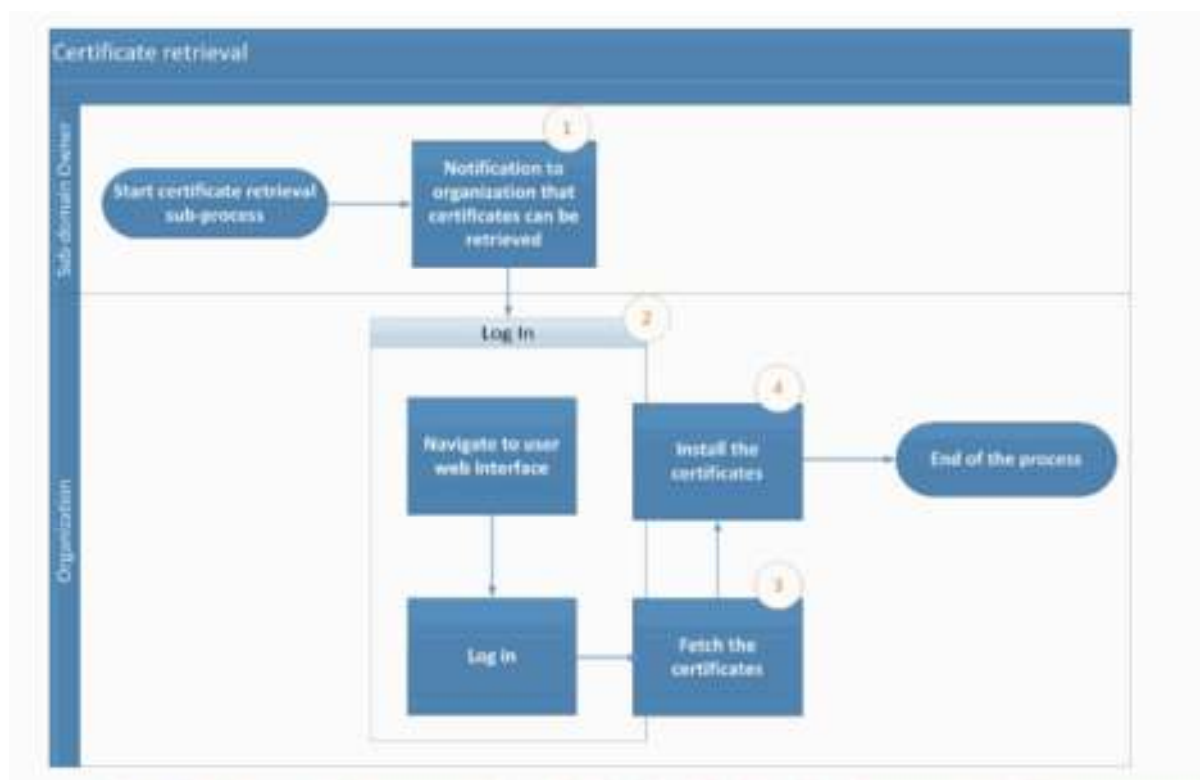 Certificate retrieval
Sub-domain Owner
1
Start certificate retrieval
sub-process
Notification to
organization that
certificates can be
retrieved
Organization
2
Log In
Navigate to user
web interface
Log in
3
Fetch the
certificates
4
Install the
certificates
End of the process